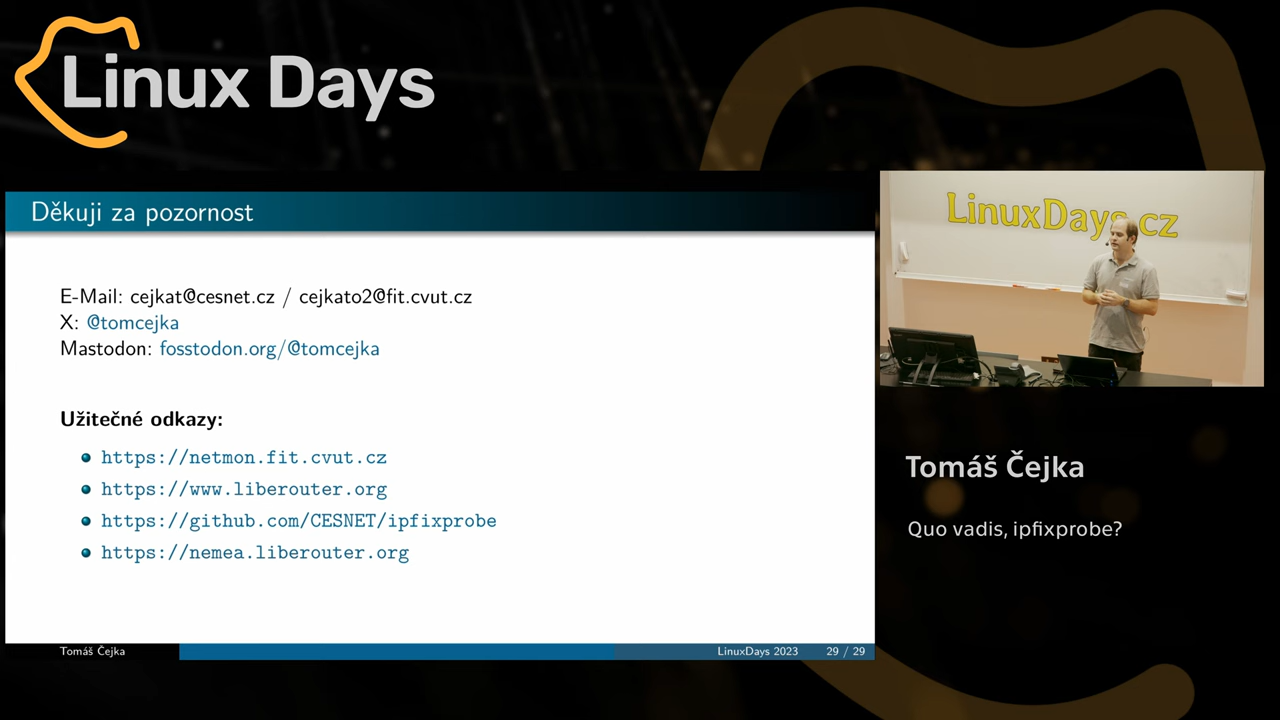 Linux Days
Děkuji za pozornost
E-Mail: cejkat@cesnet.cz / cejkato2@fit.cvut.cz
X: @tomcejka
Mastodon: fosstodon.org/@tomcejka
Užitečné odkazy:
https://netmon.fit.cvut.cz
https://www.liberouter.org
https://github.com/CESNET/ipfixprobe
https://nemea.liberouter.org
Tomáš Čejka
LinuxDays 2023
29 / 29
LinuxDays.cz
Tomáš Čejka
Quo vadis, ipfixprobe?